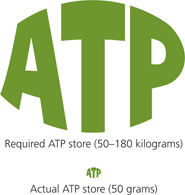 ATP
Required ATP store (50–180 kilograms)
ATP
Actual ATP store (50 grams)